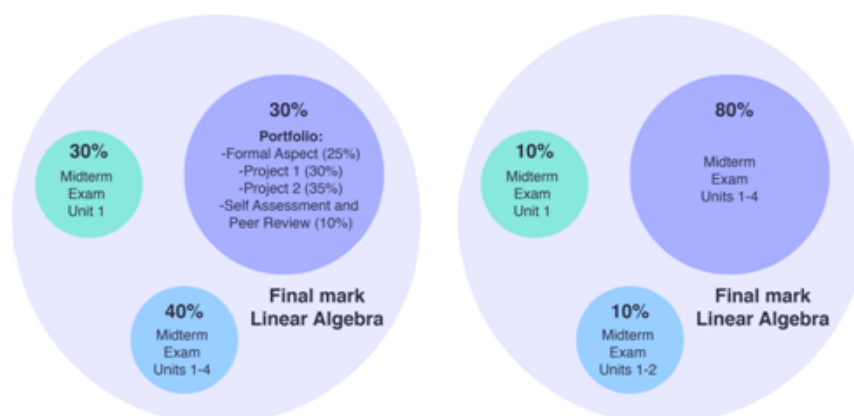 30%
Portfolio:
-Formal Aspect (25%)
-Project 1 (30%)
-Project 2 (35%)
-Self Assessment and
Peer Review (10%)
30%
Midterm
Exam
Unit 1
40%
Midterm
Exam
Units 1-4
Final mark
Linear Algebra
80%
Midterm
Exam
Units 1-4
10%
Midterm
Exam
Unit 1
10%
Midterm
Exam
Units 1-2
Final mark
Linear Algebra